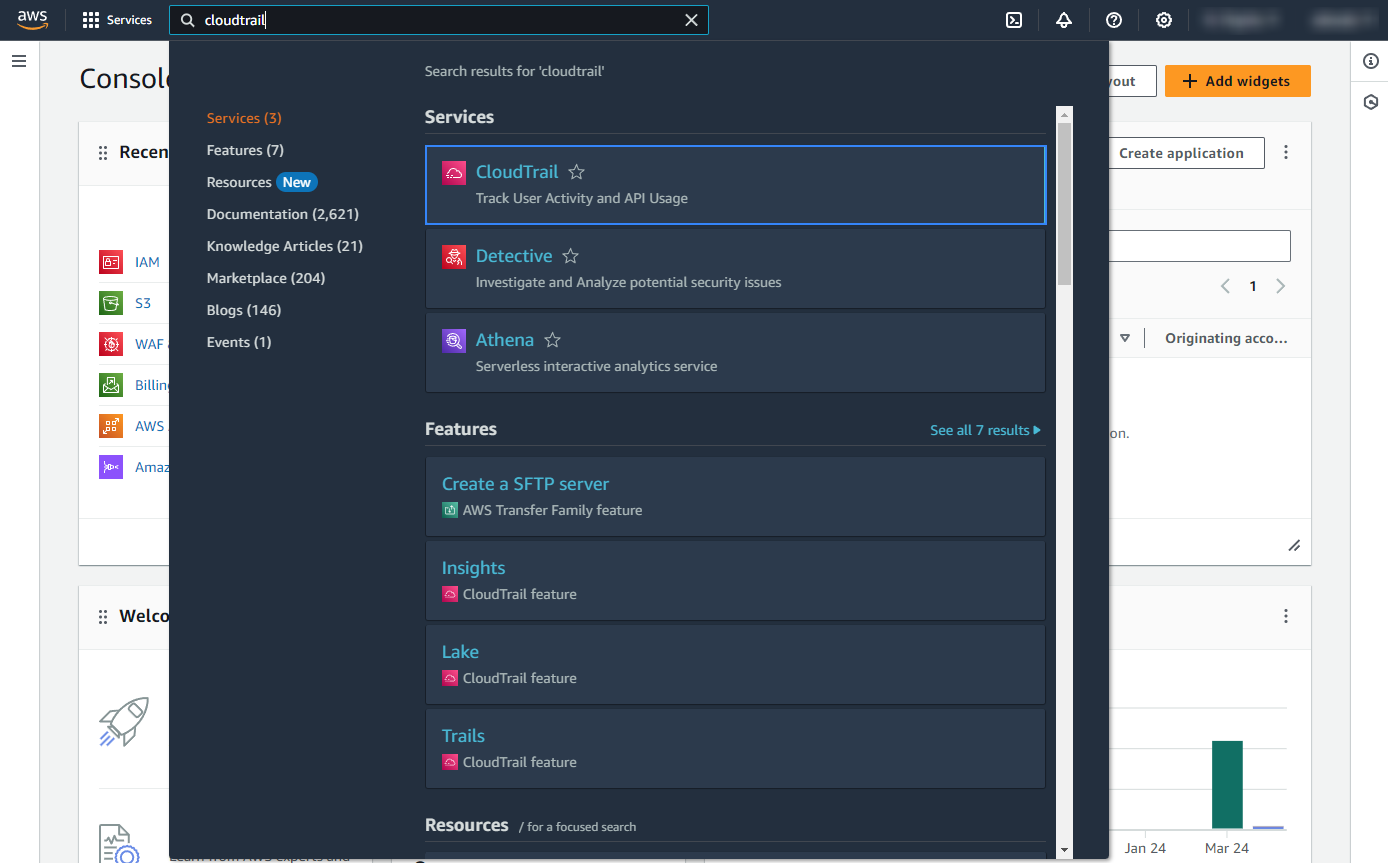 aws
Services
cloudtrail
Console
yout
Add widgets
Search results for 'cloudtrail'
Services (3)
Features (7)
Resources New
Documentation (2,621)
Knowledge Articles (21)
Marketplace (204)
Blogs (146)
Events (1)
Services
CloudTrail
Track User Activity and API Usage
Detective
Investigate and Analyze potential security issues
Athena
Serverless interactive analytics service
Features
See all 7 results
Create a SFTP server
AWS Transfer Family feature
Insights
CloudTrail feature
Lake
CloudTrail feature
Trails
CloudTrail feature
Resources / for a focused search
Recen
IAM
S3
WAF
Billing
AWS
Amaz
Create application
1
Originating acco...
on.
Welco
Learn from AWS experts and
Jan 24
Mar 24